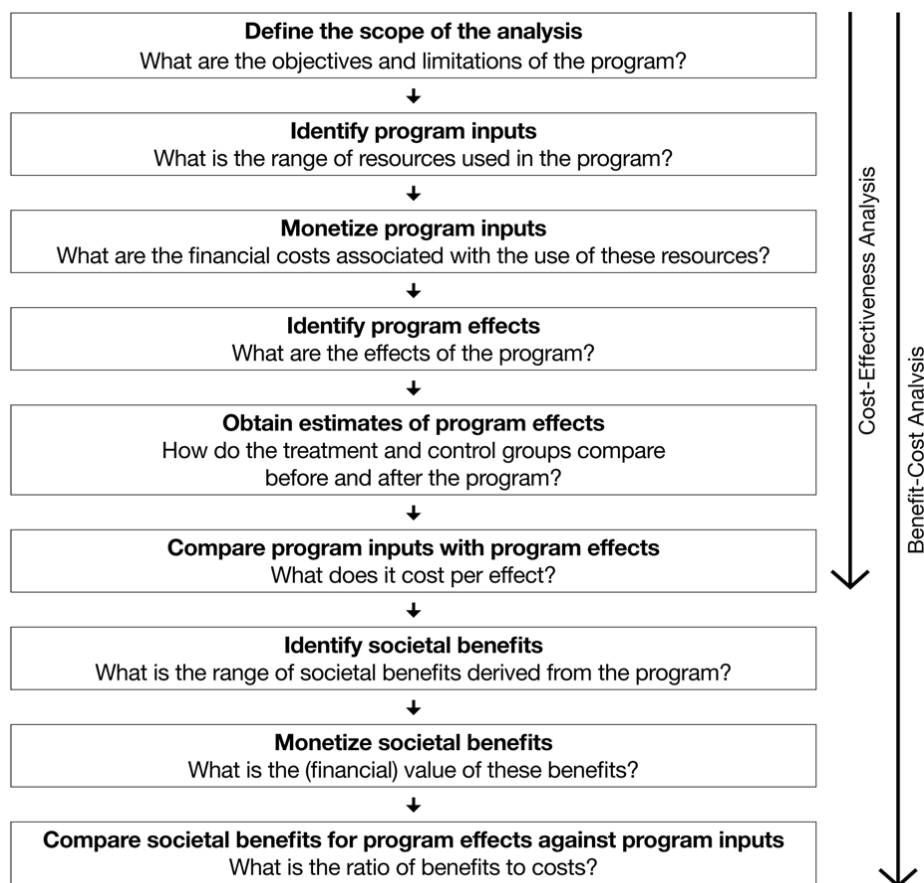 Define the scope of the analysis
What are the objectives and limitations of the program?
Identify program inputs
What is the range of resources used in the program?
Monetize program inputs
What are the financial costs associated with the use of these resources?
Identify program effects
What are the effects of the program?
Obtain estimates of program effects
How do the treatment and control groups compare
before and after the program?
Compare program inputs with program effects
What does it cost per effect?
Identify societal benefits
What is the range of societal benefits derived from the program?
Monetize societal benefits
What is the (financial) value of these benefits?
Compare societal benefits for program effects against program inputs
What is the ratio of benefits to costs?
Cost-Effectiveness Analysis
Benefit-Cost Analysis